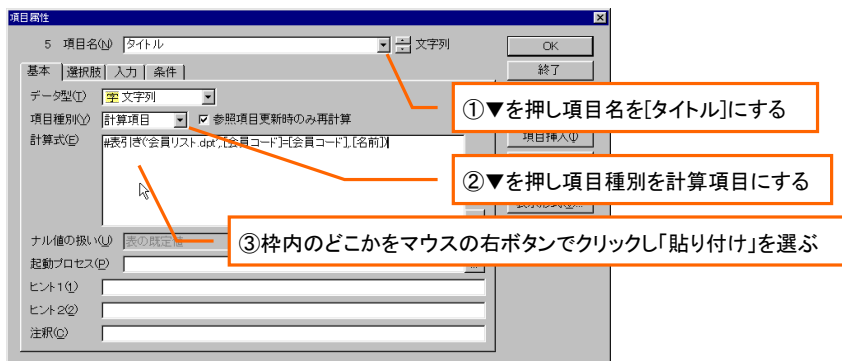 項目属性
5 項目名(N) タイトル 文字列 OK
基本 選択肢 入力 条件 終了
データ型(T) 字 文字列
①▼を押し項目名を[タイトル]にする
項目種別(Y) 計算項目 参照項目更新時のみ再計算
項目挿入(I)
計算式(E) #表引き('会員リスト.dpt',[会員コード]=[会員コード],[名前])
②▼を押し項目種別を計算項目にする
③枠内のどこかをマウスの右ボタンでクリックし「貼り付け」を選ぶ
ナル値の扱い(U) 表の既定値
起動プロセス(P) ...
ヒント1(1)
ヒント2(2)
注釈(C)